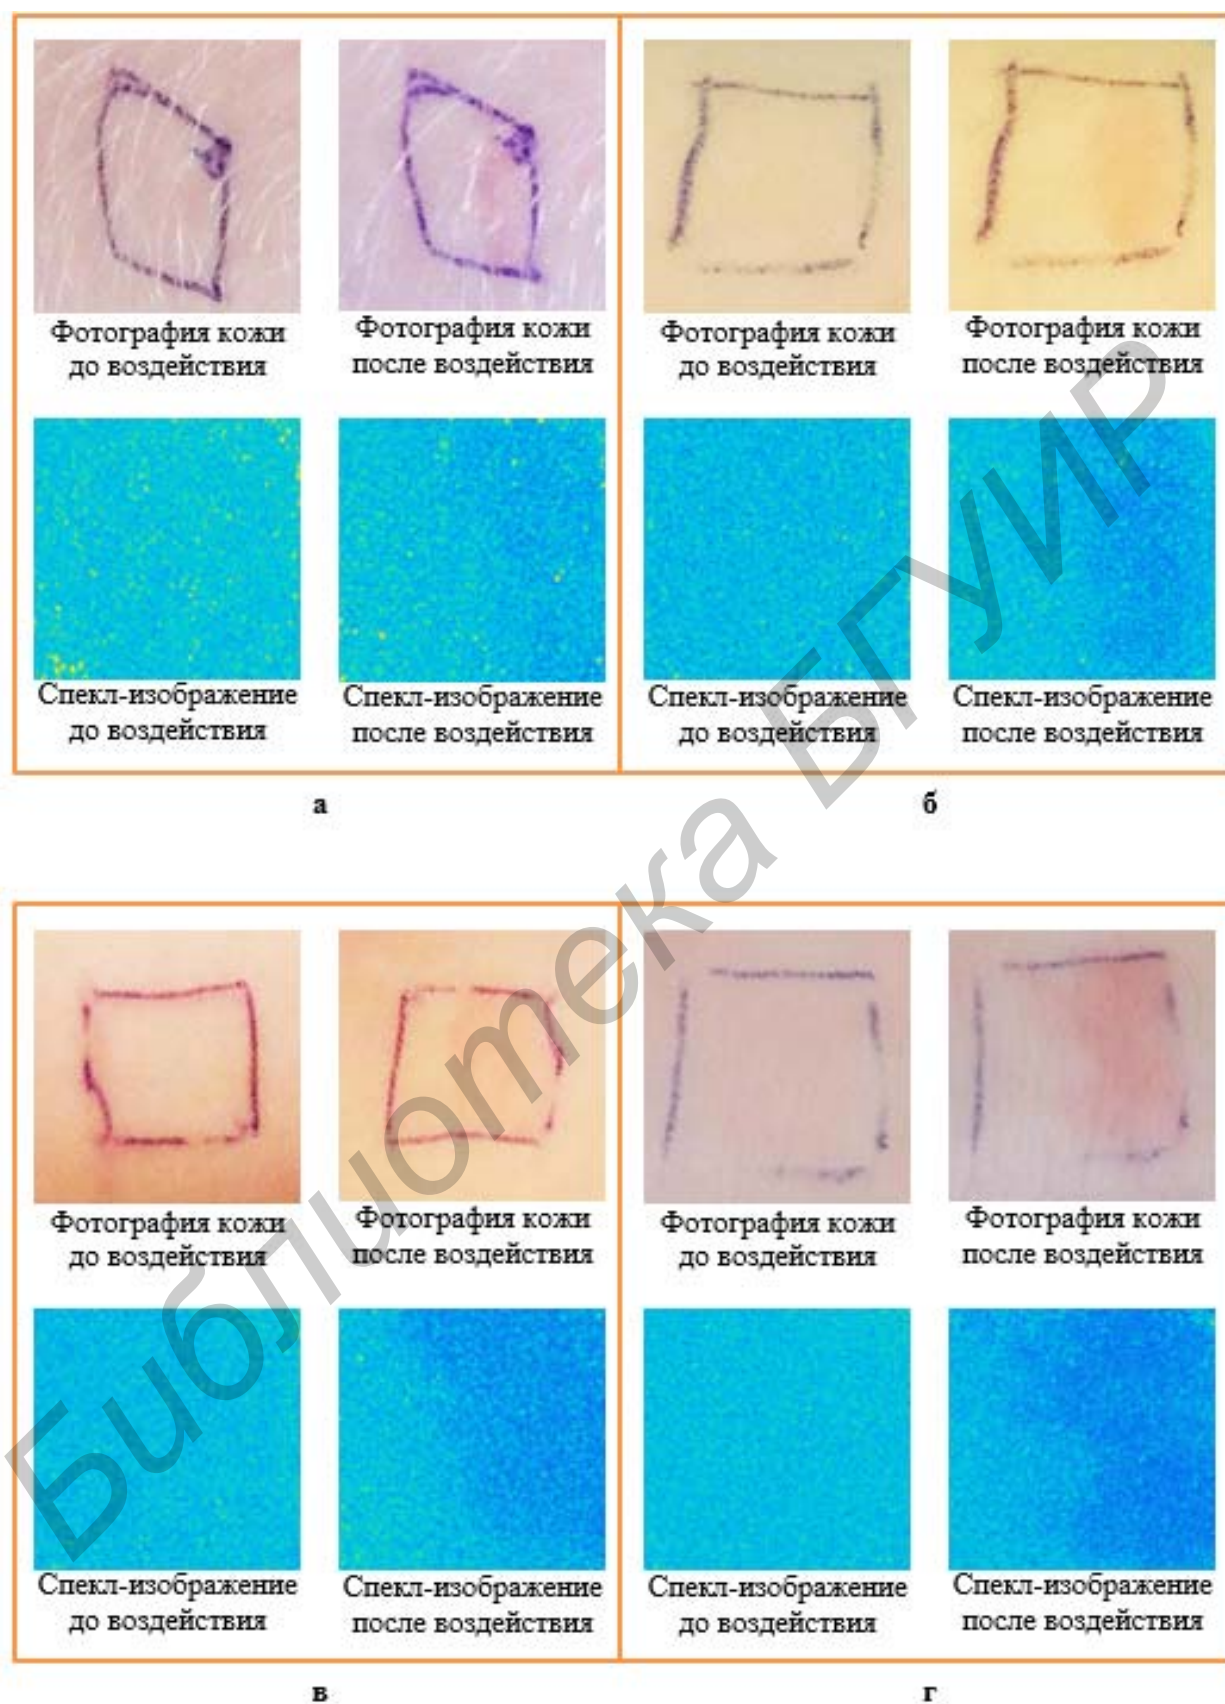 Фотография кожи
до воздействия
Фотография кожи
после воздействия
Фотография кожи
до воздействия
Фотография кожи
после воздействия
Спекл-изображение
до воздействия
Спекл-изображение
после воздействия
Спекл-изображение
до воздействия
Спекл-изображение
после воздействия
а
б
Фотография кожи
до воздействия
Фотография кожи
после воздействия
Фотография кожи
до воздействия
Фотография кожи
после воздействия
Спекл-изображение
до воздействия
Спекл-изображение
после воздействия
Спекл-изображение
до воздействия
Спекл-изображение
после воздействия
в
г
Библиотека БГУИР